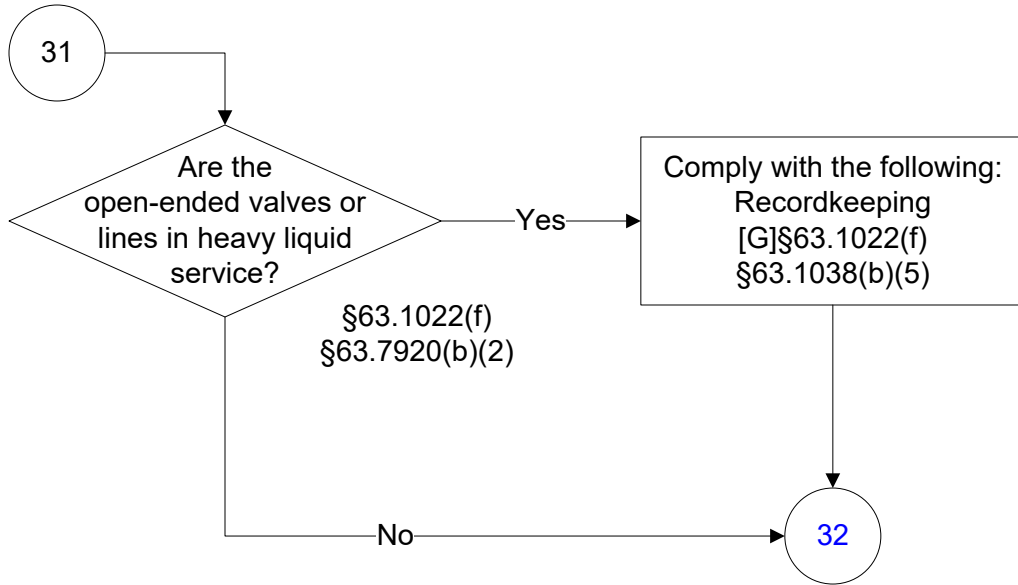 31
Are the
open-ended valves or
lines in heavy liquid
service?
Yes
Comply with the following:
Recordkeeping
[G]§63.1022(f)
§63.1038(b)(5)
§63.1022(f)
§63.7920(b)(2)
No
32